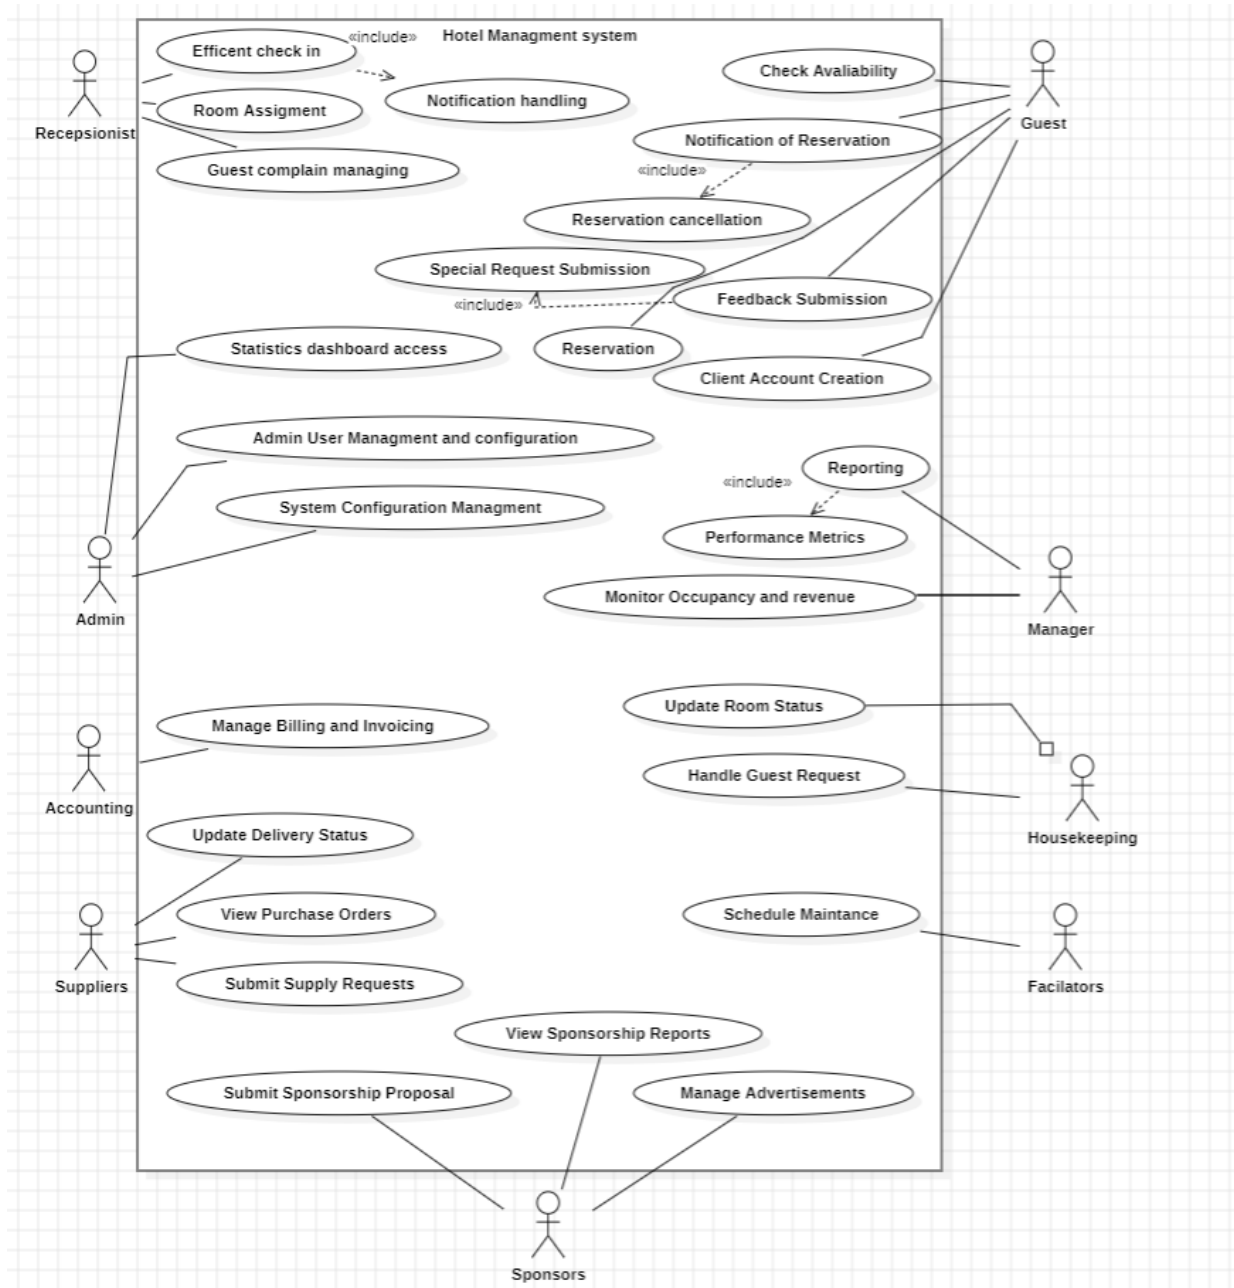 Efficent check in
«include»
Hotel Managment system
Check Avaliability
Notification handling
Room Assigment
Recepsionist
Guest
Notification of Reservation
Guest complain managing
«include»
Reservation cancellation
Special Request Submission
«include»
Feedback Submission
Statistics dashboard access
Reservation
Client Account Creation
Admin User Managment and configuration
Reporting
«include»
System Configuration Managment
Performance Metrics
Monitor Occupancy and revenue
Admin
Manager
Update Room Status
Manage Billing and Invoicing
Handle Guest Request
Accounting
Update Delivery Status
Housekeeping
View Purchase Orders
Schedule Maintance
Submit Supply Requests
Suppliers
Facilators
View Sponsorship Reports
Submit Sponsorship Proposal
Manage Advertisements
Sponsors